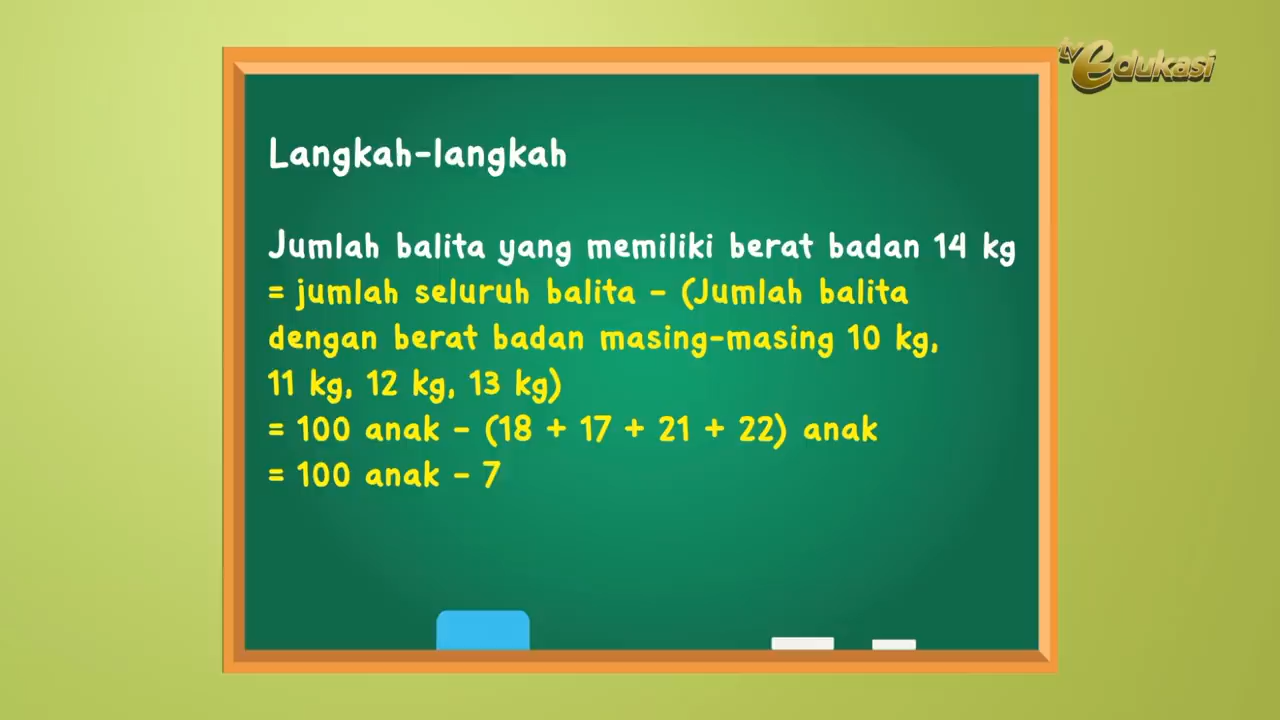 tv edukasi
Langkah-langkah
Jumlah balita yang memiliki berat badan 14 kg
= jumlah seluruh balita - (Jumlah balita
dengan berat badan masing-masing 10 kg,
11 kg, 12 kg, 13 kg)
= 100 anak - (18 + 17 + 21 + 22) anak
= 100 anak - 7